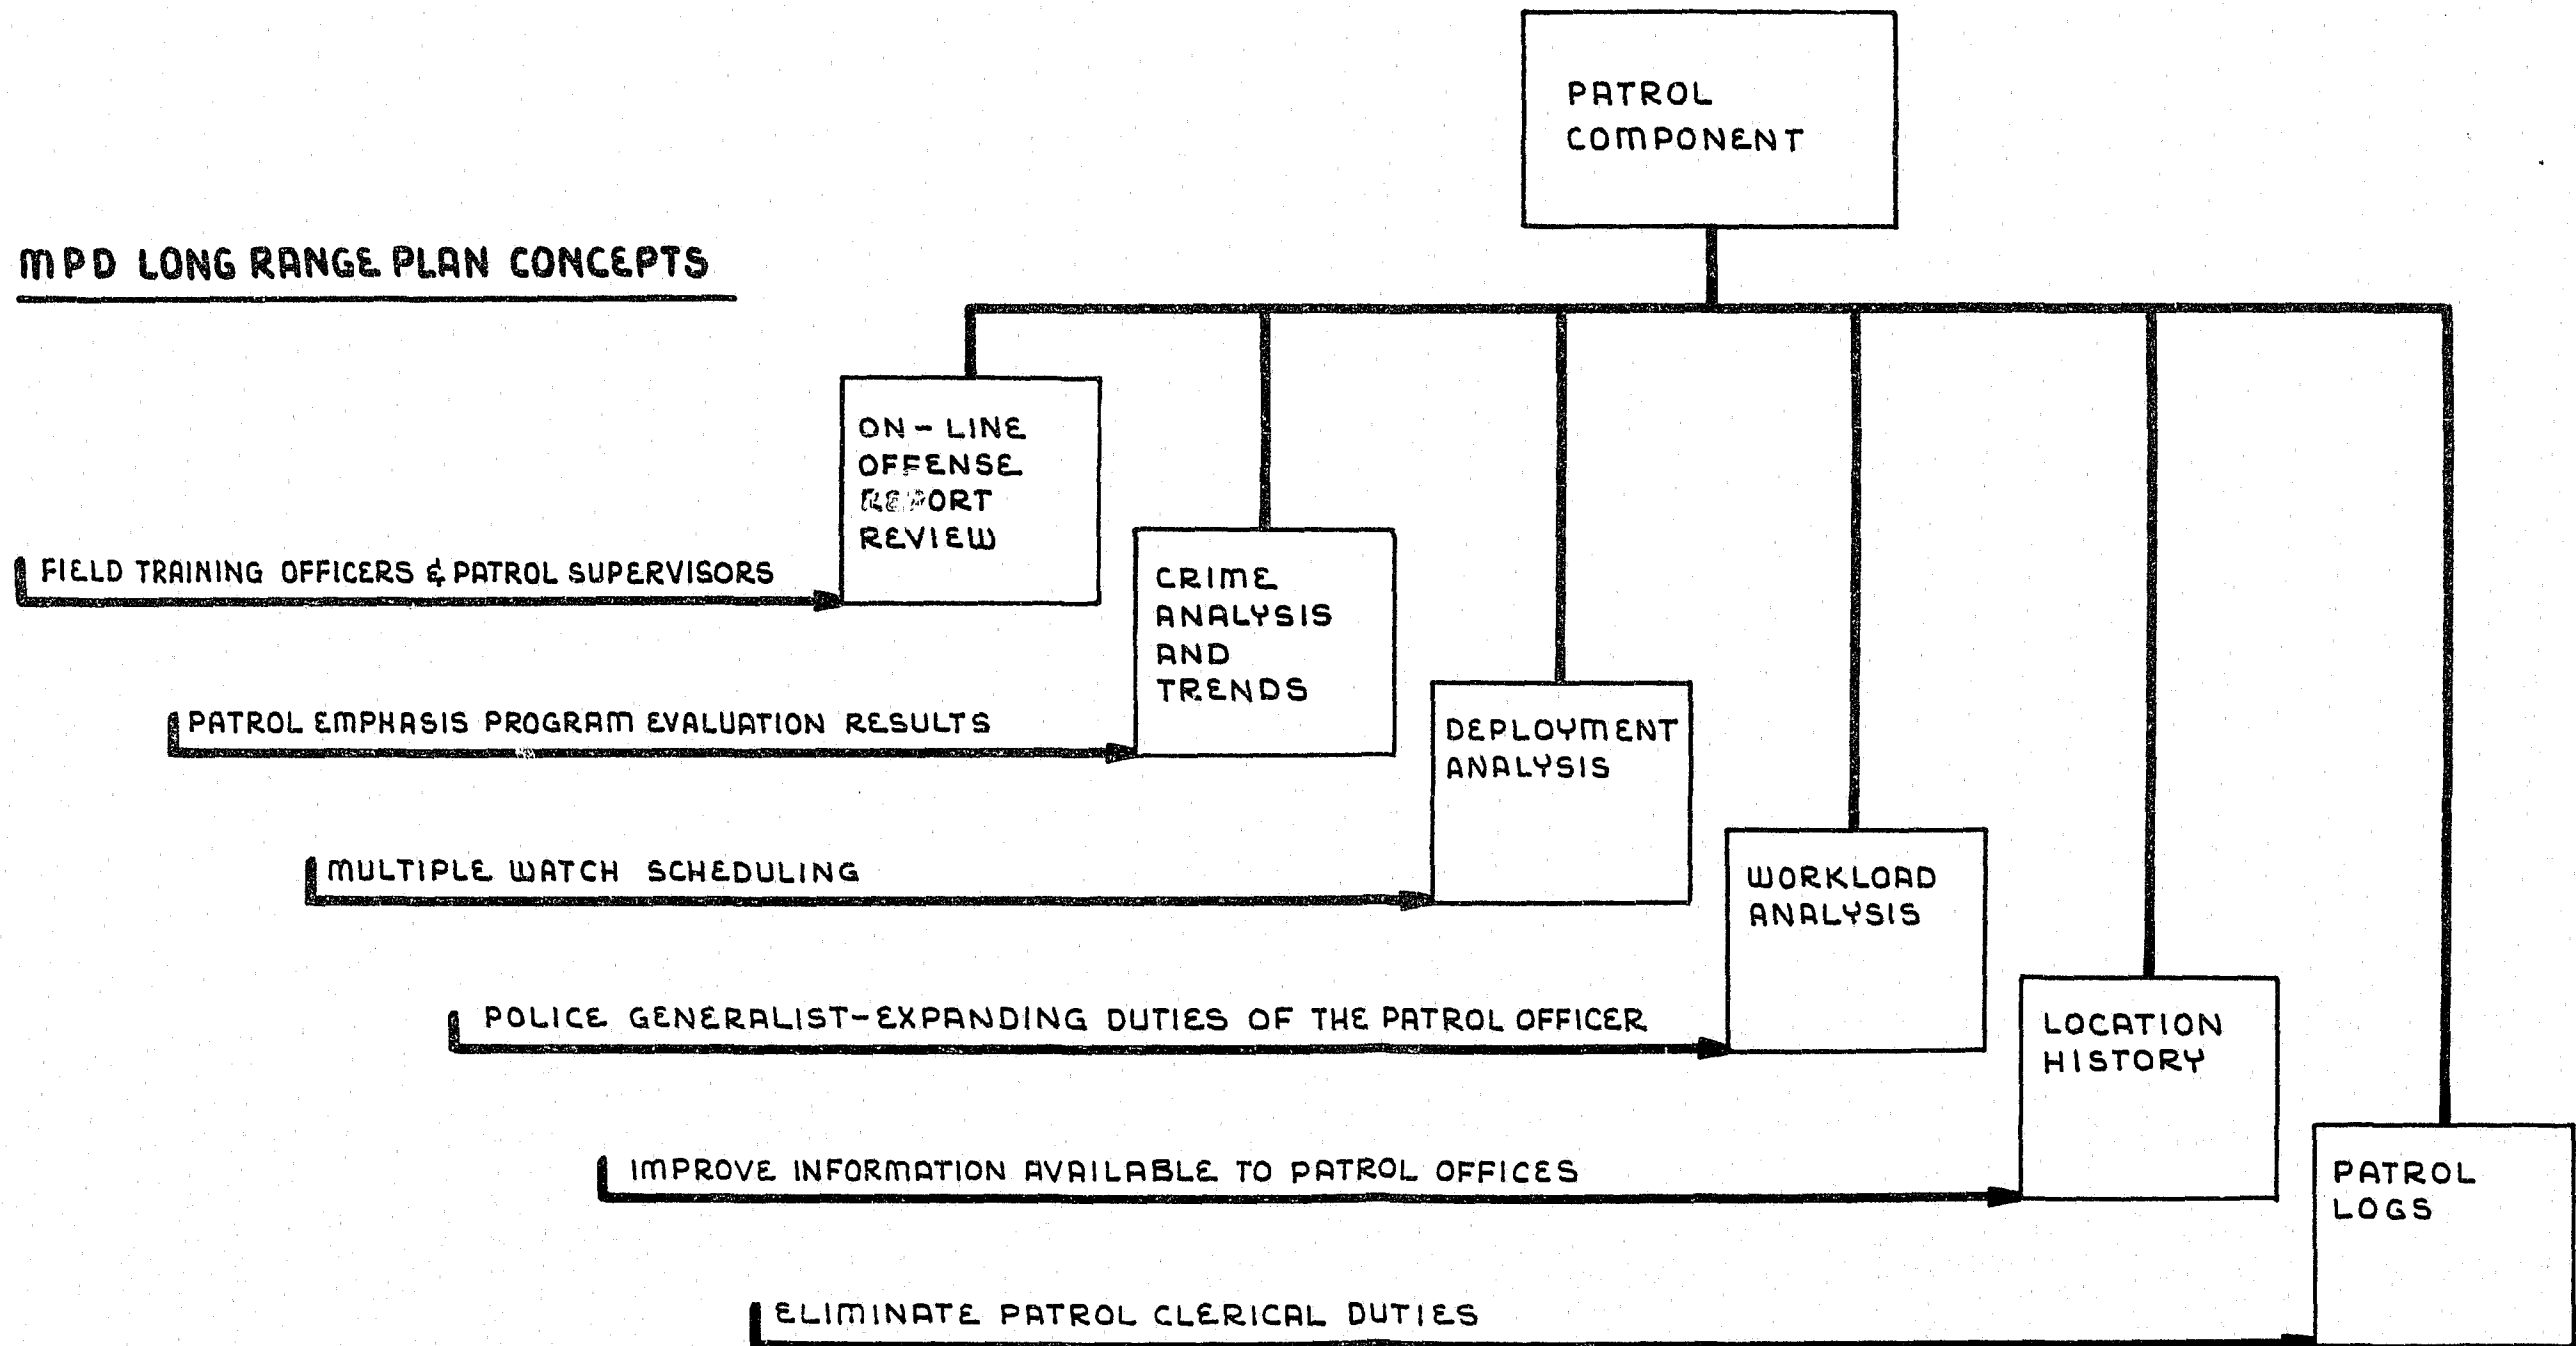 PATROL
COMPONENT
MPD LONG RANGE PLAN CONCEPTS
ON-LINE
OFFENSE
REPORT
REVIEW
FIELD TRAINING OFFICERS & PATROL SUPERVISORS
CRIME
ANALYSIS
AND
TRENDS
PATROL EMPHASIS PROGRAM EVALUATION RESULTS
DEPLOYMENT
ANALYSIS
MULTIPLE WATCH SCHEDULING
WORKLOAD
ANALYSIS
POLICE GENERALIST-EXPANDING DUTIES OF THE PATROL OFFICER
LOCATION
HISTORY
IMPROVE INFORMATION AVAILABLE TO PATROL OFFICES
PATROL
LOGS
ELIMINATE PATROL CLERICAL DUTIES